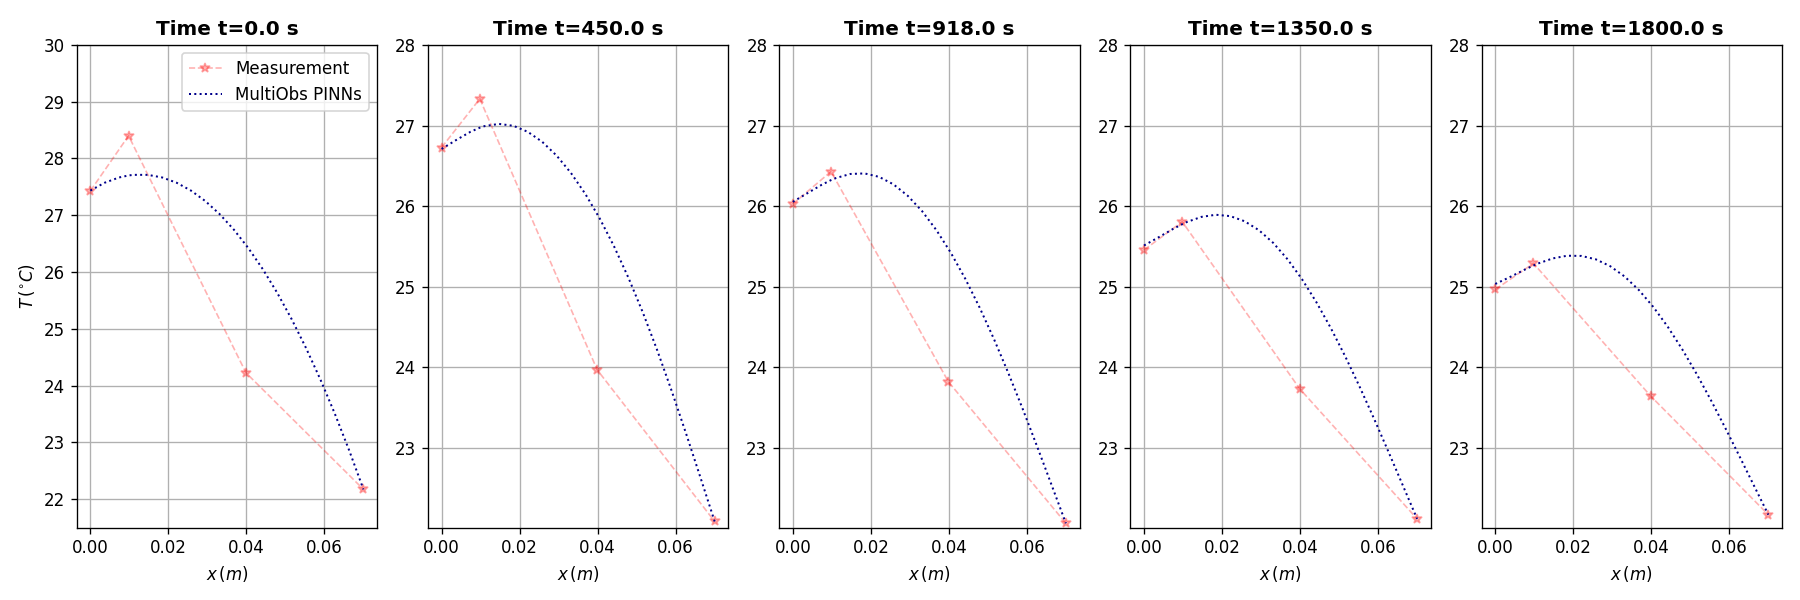 Time t=0.0 s
Time t=450.0 s
Time t=918.0 s
Time t=1350.0 s
Time t=1800.0 s
Measurement
MultiObs PINNs
T (°C)
30
29
28
27
26
25
24
23
22
28
27
26
25
24
23
28
27
26
25
24
23
28
27
26
25
24
23
28
27
26
25
24
23
0.00 0.02 0.04 0.06
0.00 0.02 0.04 0.06
0.00 0.02 0.04 0.06
0.00 0.02 0.04 0.06
0.00 0.02 0.04 0.06
x (m)
x (m)
x (m)
x (m)
x (m)